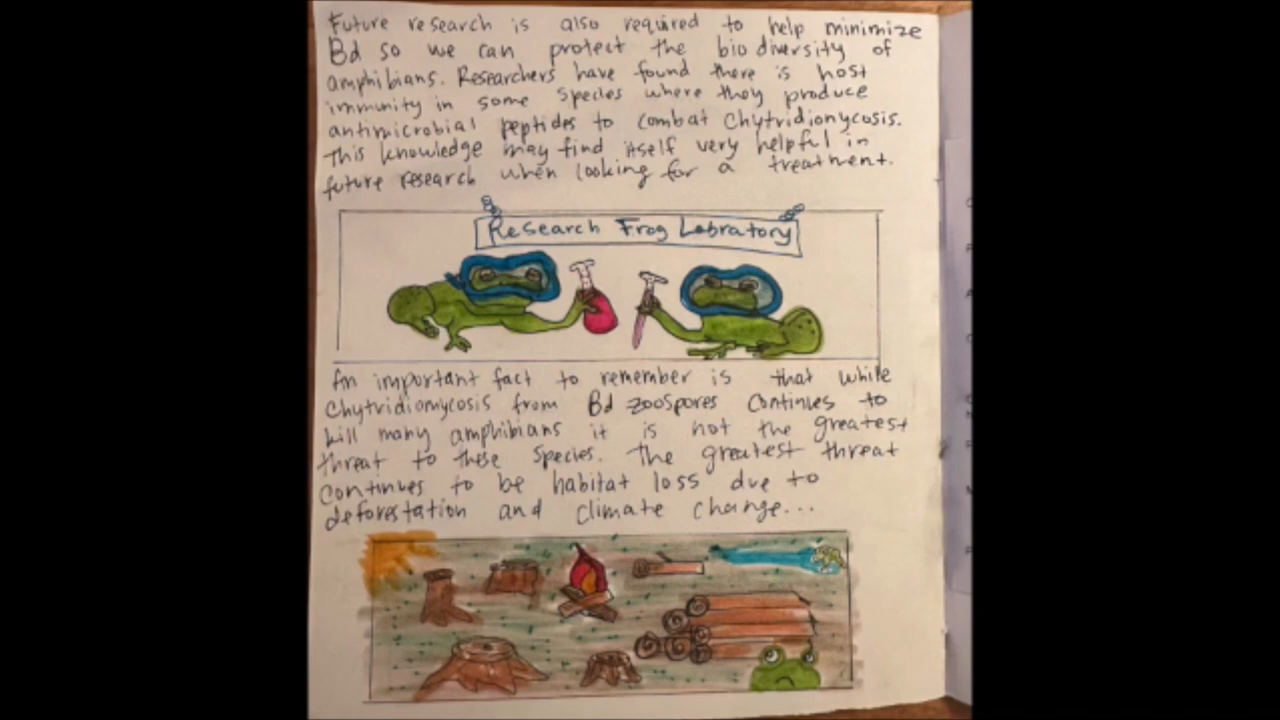 Future research is also required to help minimize
Bd so we can protect the biodiversity of
amphibians. Researchers have found there is host
immunity in some species where they produce
antimicrobial peptides to combat Chytridionycosis.
This knowledge may find itself very helpful in
future research when looking for a treatment.
Research Frog Lebratory
An important fact to remember is that while
Chytridiomycosis from Bd zoospores continues to
kill many amphibians it is not the greatest
threat to these species. The greatest threat
continues to be habitat loss due to
deforestation and climate change...